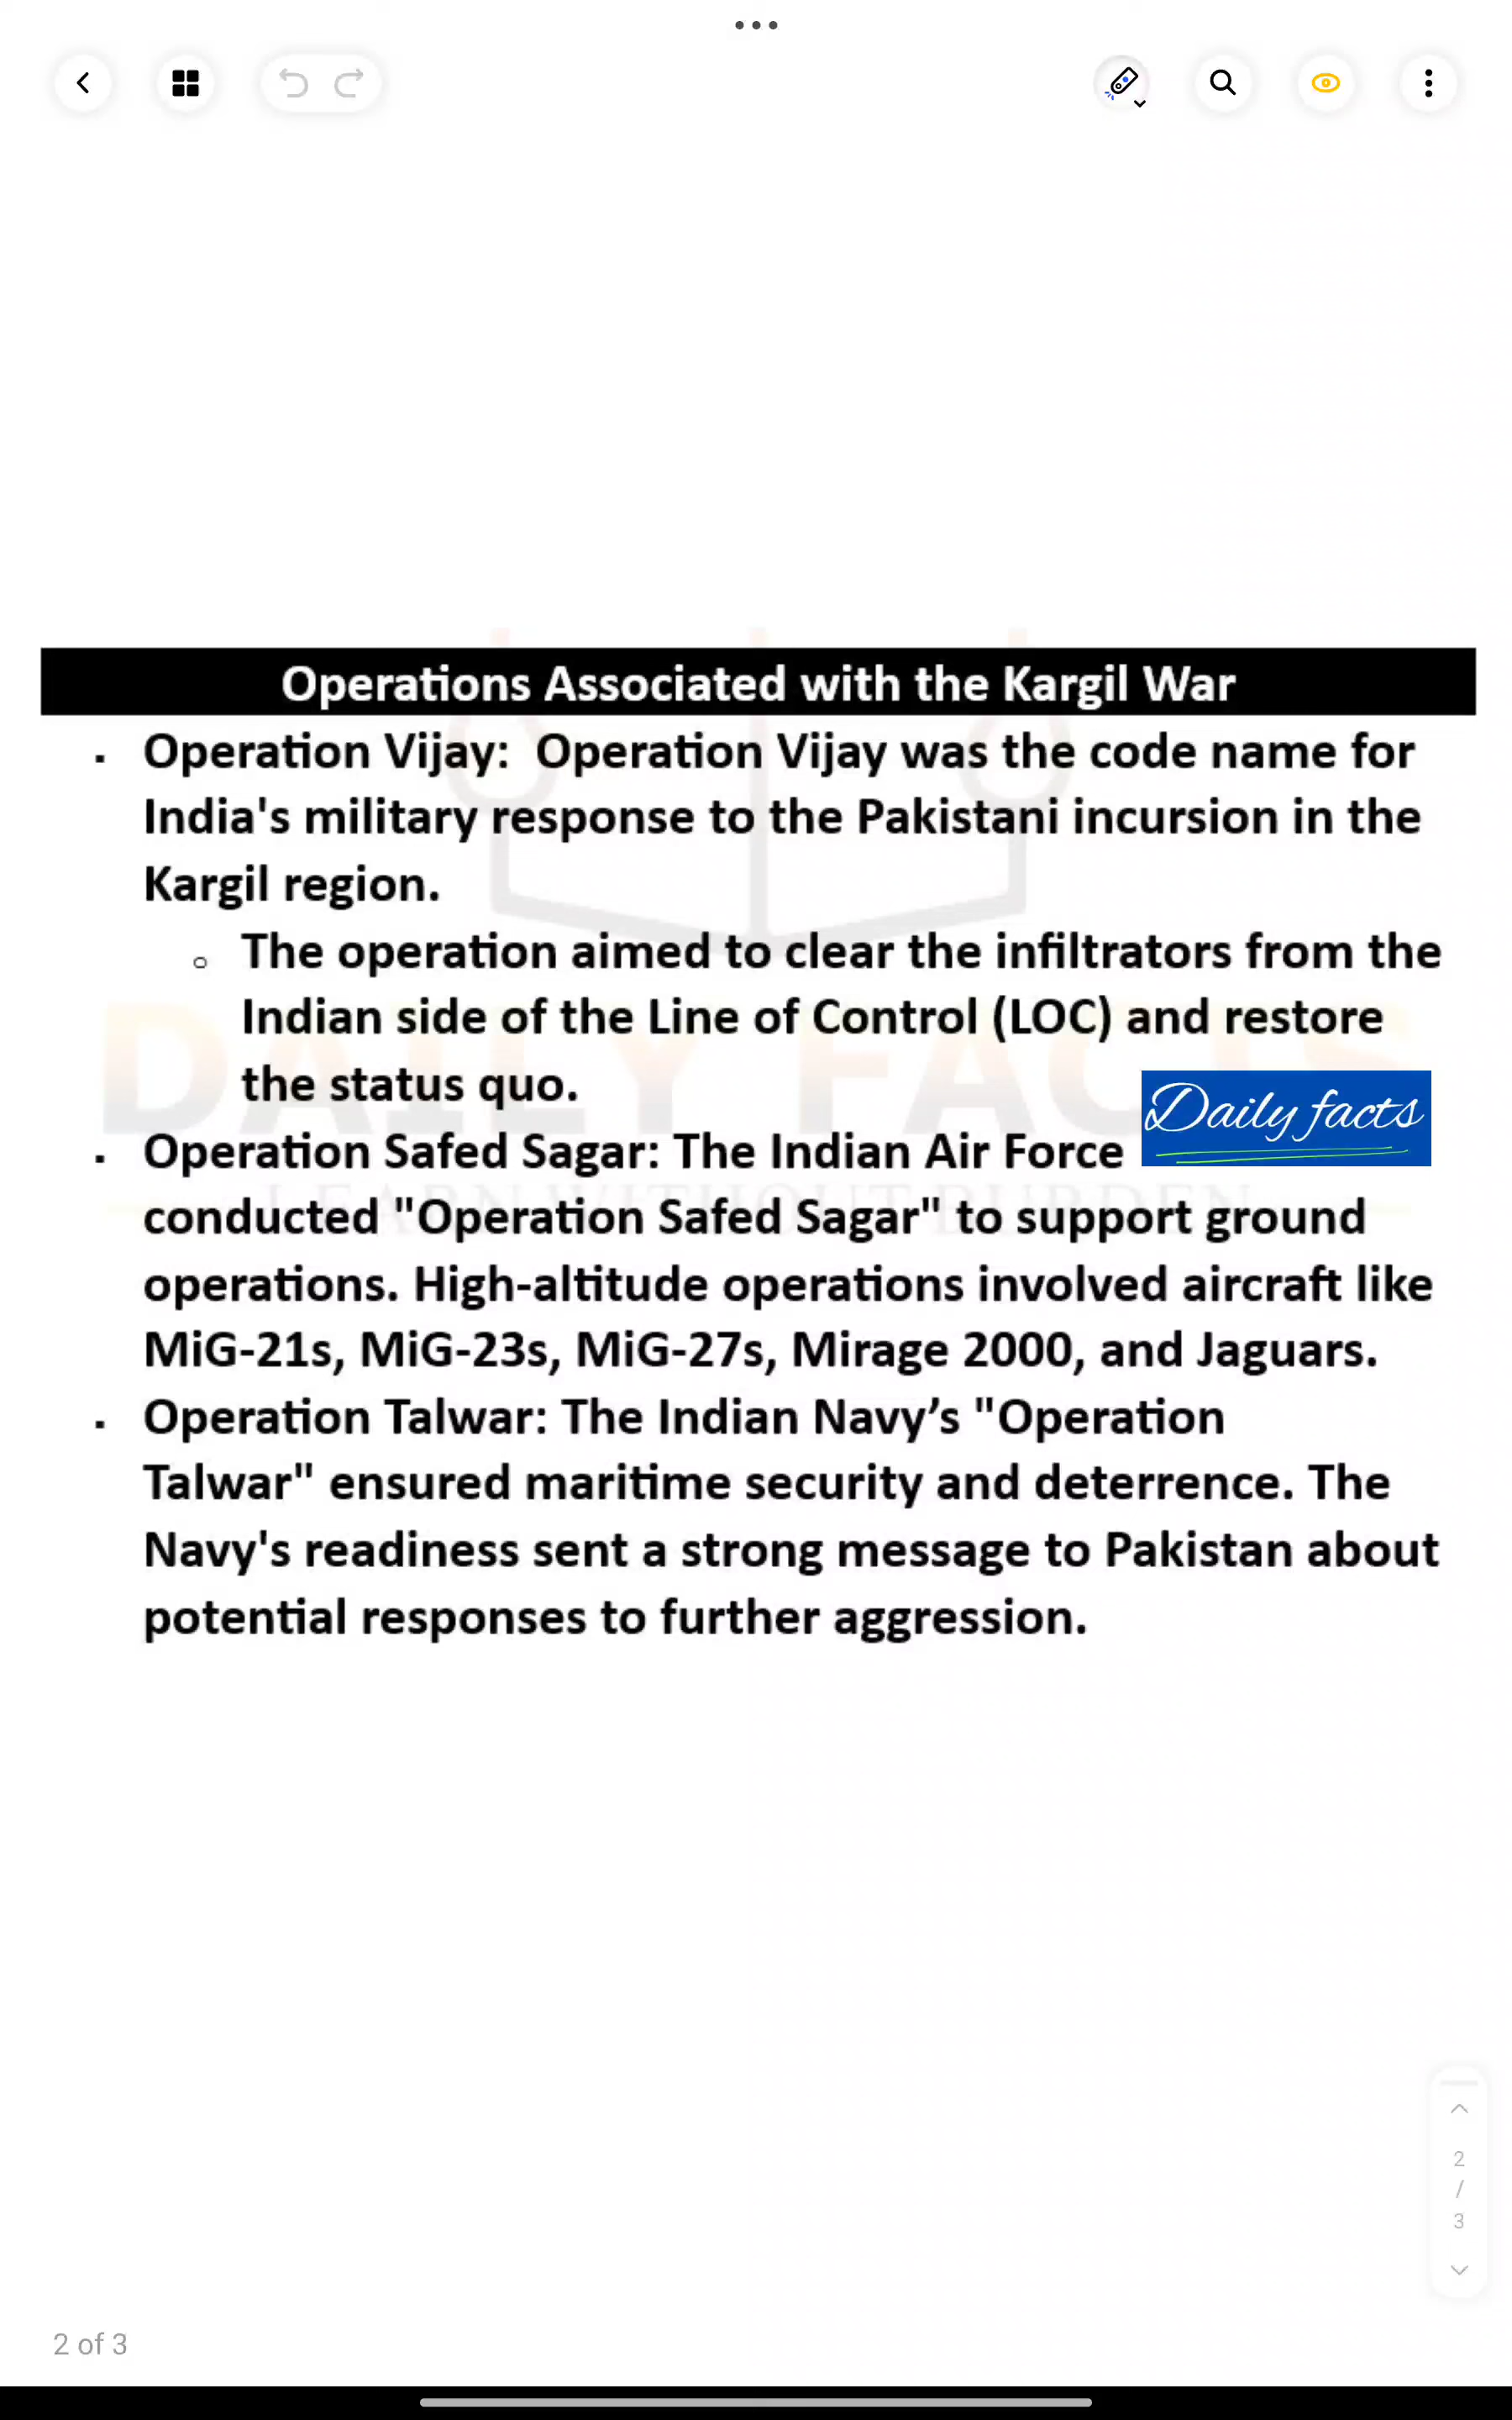 Operations Associated with the Kargil War
▪ Operation Vijay:  Operation Vijay was the code name for
India's military response to the Pakistani incursion in the
Kargil region.
○ The operation aimed to clear the infiltrators from the
Indian side of the Line of Control (LOC) and restore
the status quo.
DAILY FACTS
Daily facts
▪ Operation Safed Sagar: The Indian Air Force
LEARN WITHOUT BURDEN
conducted "Operation Safed Sagar" to support ground
operations. High-altitude operations involved aircraft like
MiG-21s, MiG-23s, MiG-27s, Mirage 2000, and Jaguars.
▪ Operation Talwar: The Indian Navy’s "Operation
Talwar" ensured maritime security and deterrence. The
Navy's readiness sent a strong message to Pakistan about
potential responses to further aggression.
2
/
3
2 of 3